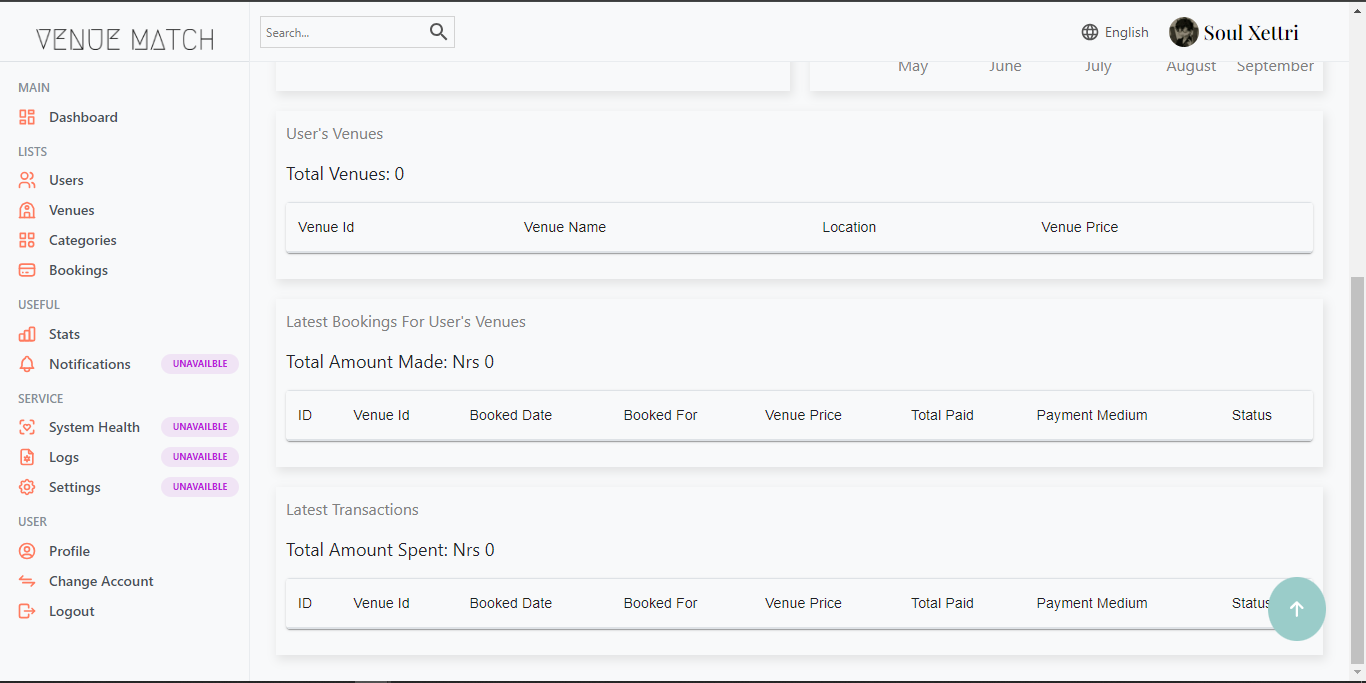 VENUE MATCH
Search...
English
Soul Xettri
MAIN
Dashboard
LISTS
Users
Venues
Categories
Bookings
USEFUL
Stats
Notifications UNAVAILBLE
SERVICE
System Health UNAVAILBLE
Logs UNAVAILBLE
Settings UNAVAILBLE
USER
Profile
Change Account
Logout
May June July August September
User's Venues
Total Venues: 0
Venue Id Venue Name Location Venue Price
Latest Bookings For User's Venues
Total Amount Made: Nrs 0
ID Venue Id Booked Date Booked For Venue Price Total Paid Payment Medium Status
Latest Transactions
Total Amount Spent: Nrs 0
ID Venue Id Booked Date Booked For Venue Price Total Paid Payment Medium Status